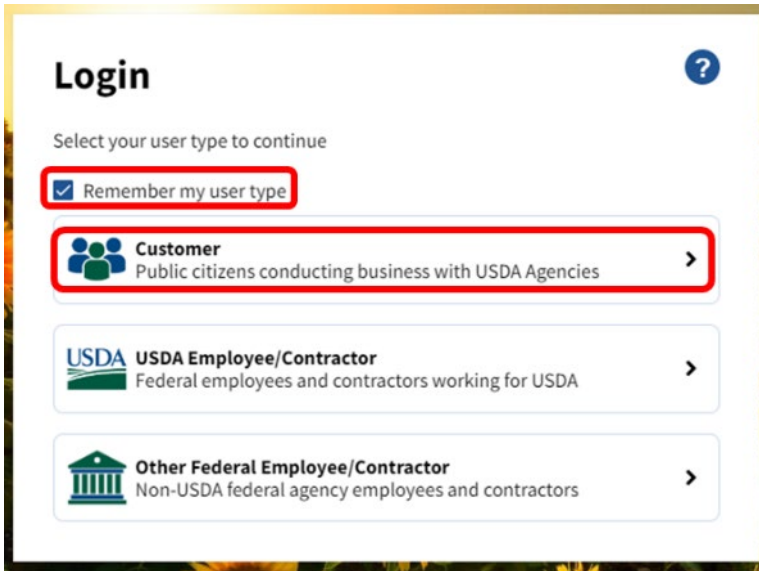 Login
?
Select your user type to continue
Remember my user type
Customer
Public citizens conducting business with USDA Agencies
USDA
USDA Employee/Contractor
Federal employees and contractors working for USDA
Other Federal Employee/Contractor
Non-USDA federal agency employees and contractors